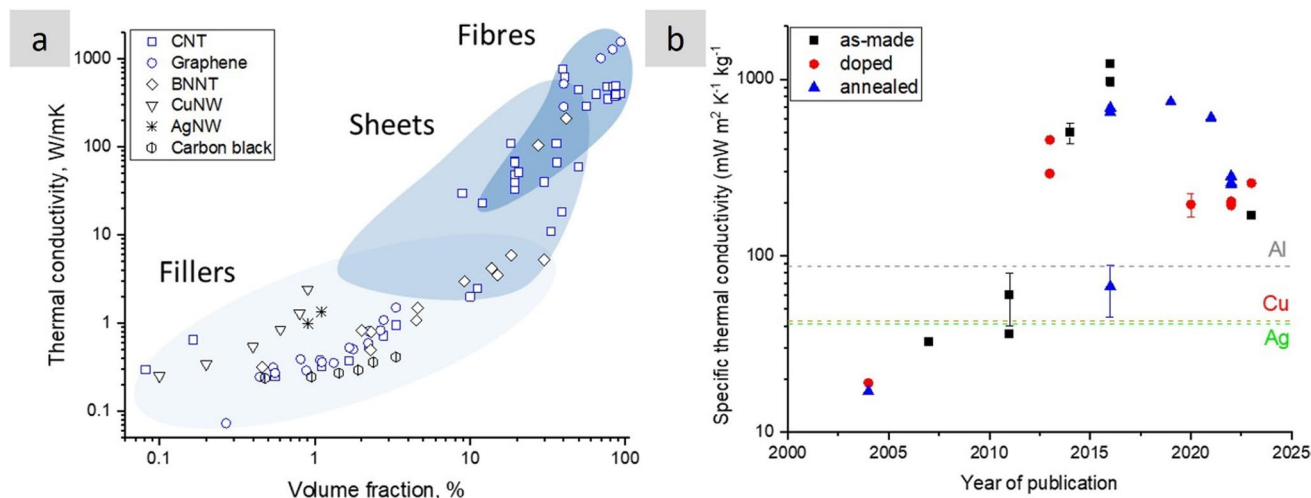 a
CNT
Graphene
BNNT
CuNW
AgNW
Carbon black
Fibres
Sheets
Fillers
Thermal conductivity, W/mK
1000
100
10
1
0.1
0.1
1
10
100
Volume fraction, %
b
as-made
doped
annealed
Specific thermal conductivity (mW m² K⁻¹ kg⁻¹)
1000
100
10
Al
Cu
Ag
2000
2005
2010
2015
2020
2025
Year of publication